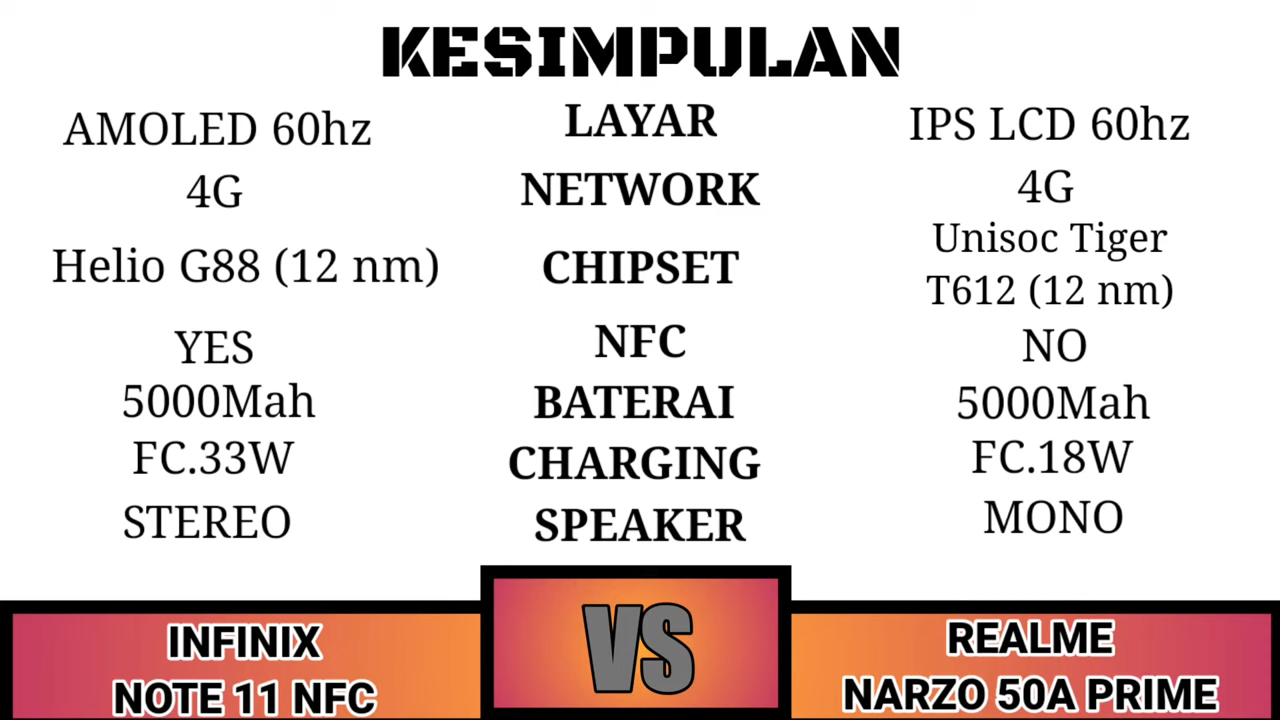 KESIMPULAN
AMOLED 60hz LAYAR IPS LCD 60hz
4G NETWORK 4G
Helio G88 (12 nm) CHIPSET Unisoc Tiger
T612 (12 nm)
YES NFC NO
5000Mah BATERAI 5000Mah
FC.33W CHARGING FC.18W
STEREO SPEAKER MONO
VS
INFINIX
NOTE 11 NFC
REALME
NARZO 50A PRIME